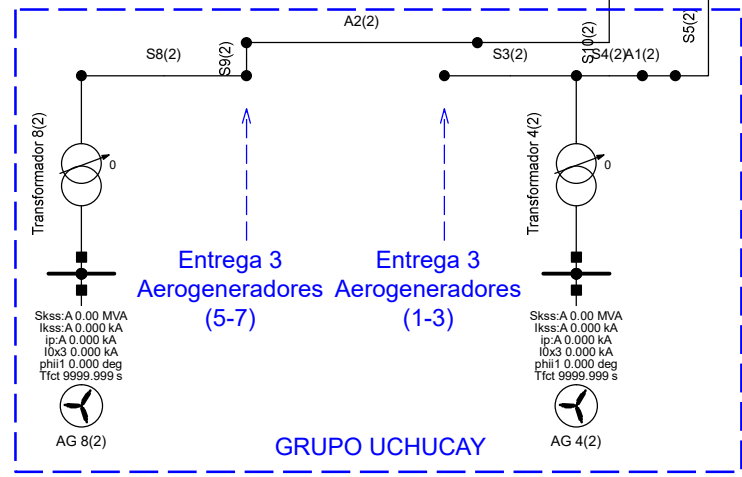 A2(2)
S5(2)
S8(2)
S9(2)
S3(2)
S10(2)
S4(2)
A1(2)
Transformador 8(2)
0
Transformador 4(2)
0
Entrega 3
Aerogeneradores
(5-7)
Entrega 3
Aerogeneradores
(1-3)
Skss:A 0.00 MVA
Ikss:A 0.000 kA
ip:A 0.000 kA
I0x3 0.000 kA
phii1 0.000 deg
Tfct 9999.999 s
AG 8(2)
Skss:A 0.00 MVA
Ikss:A 0.000 kA
ip:A 0.000 kA
I0x3 0.000 kA
phii1 0.000 deg
Tfct 9999.999 s
AG 4(2)
GRUPO UCHUCAY